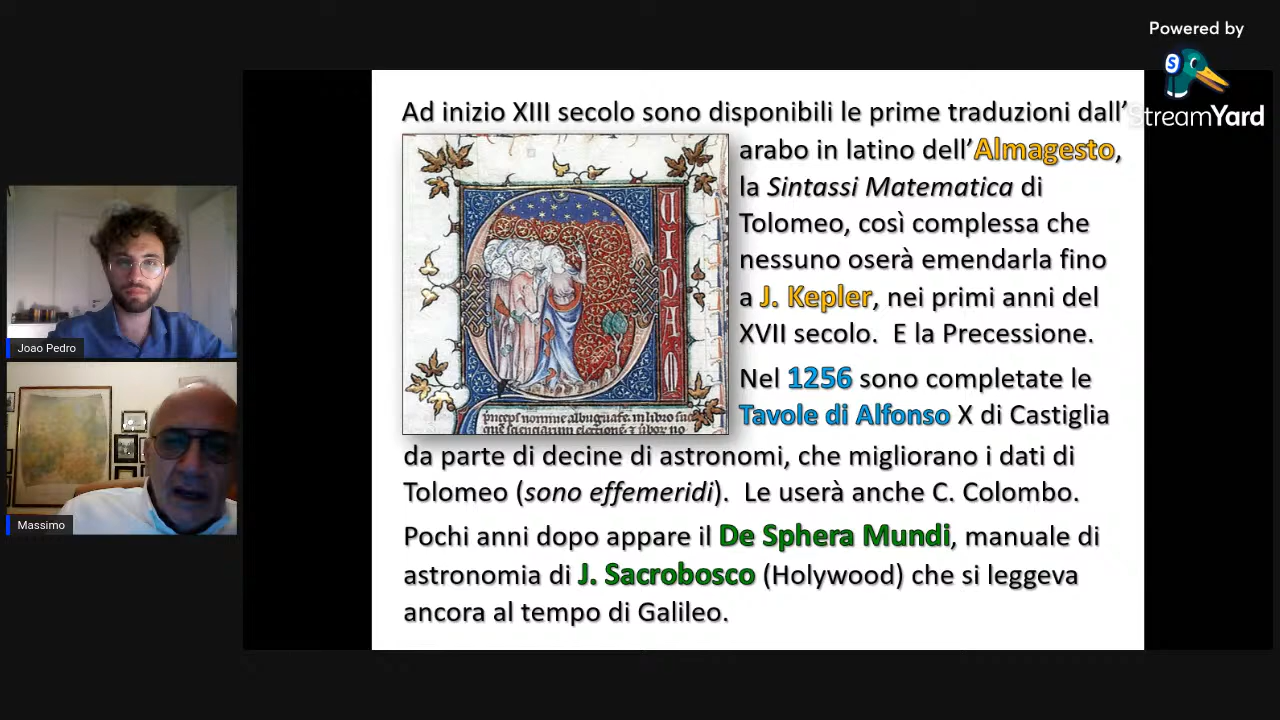 Powered by
StreamYard
Ad inizio XIII secolo sono disponibili le prime traduzioni dall'
arabo in latino dell'Almagesto,
la Sintassi Matematica di
Tolomeo, così complessa che
nessuno oserà emendarla fino
a J. Kepler, nei primi anni del
XVII secolo. E la Precessione.
Nel 1256 sono completate le
Tavole di Alfonso X di Castiglia
da parte di decine di astronomi, che migliorano i dati di
Tolomeo (sono effemeridi). Le userà anche C. Colombo.
Pochi anni dopo appare il De Sphera Mundi, manuale di
astronomia di J. Sacrobosco (Holywood) che si leggeva
ancora al tempo di Galileo.
Joao Pedro
Massimo